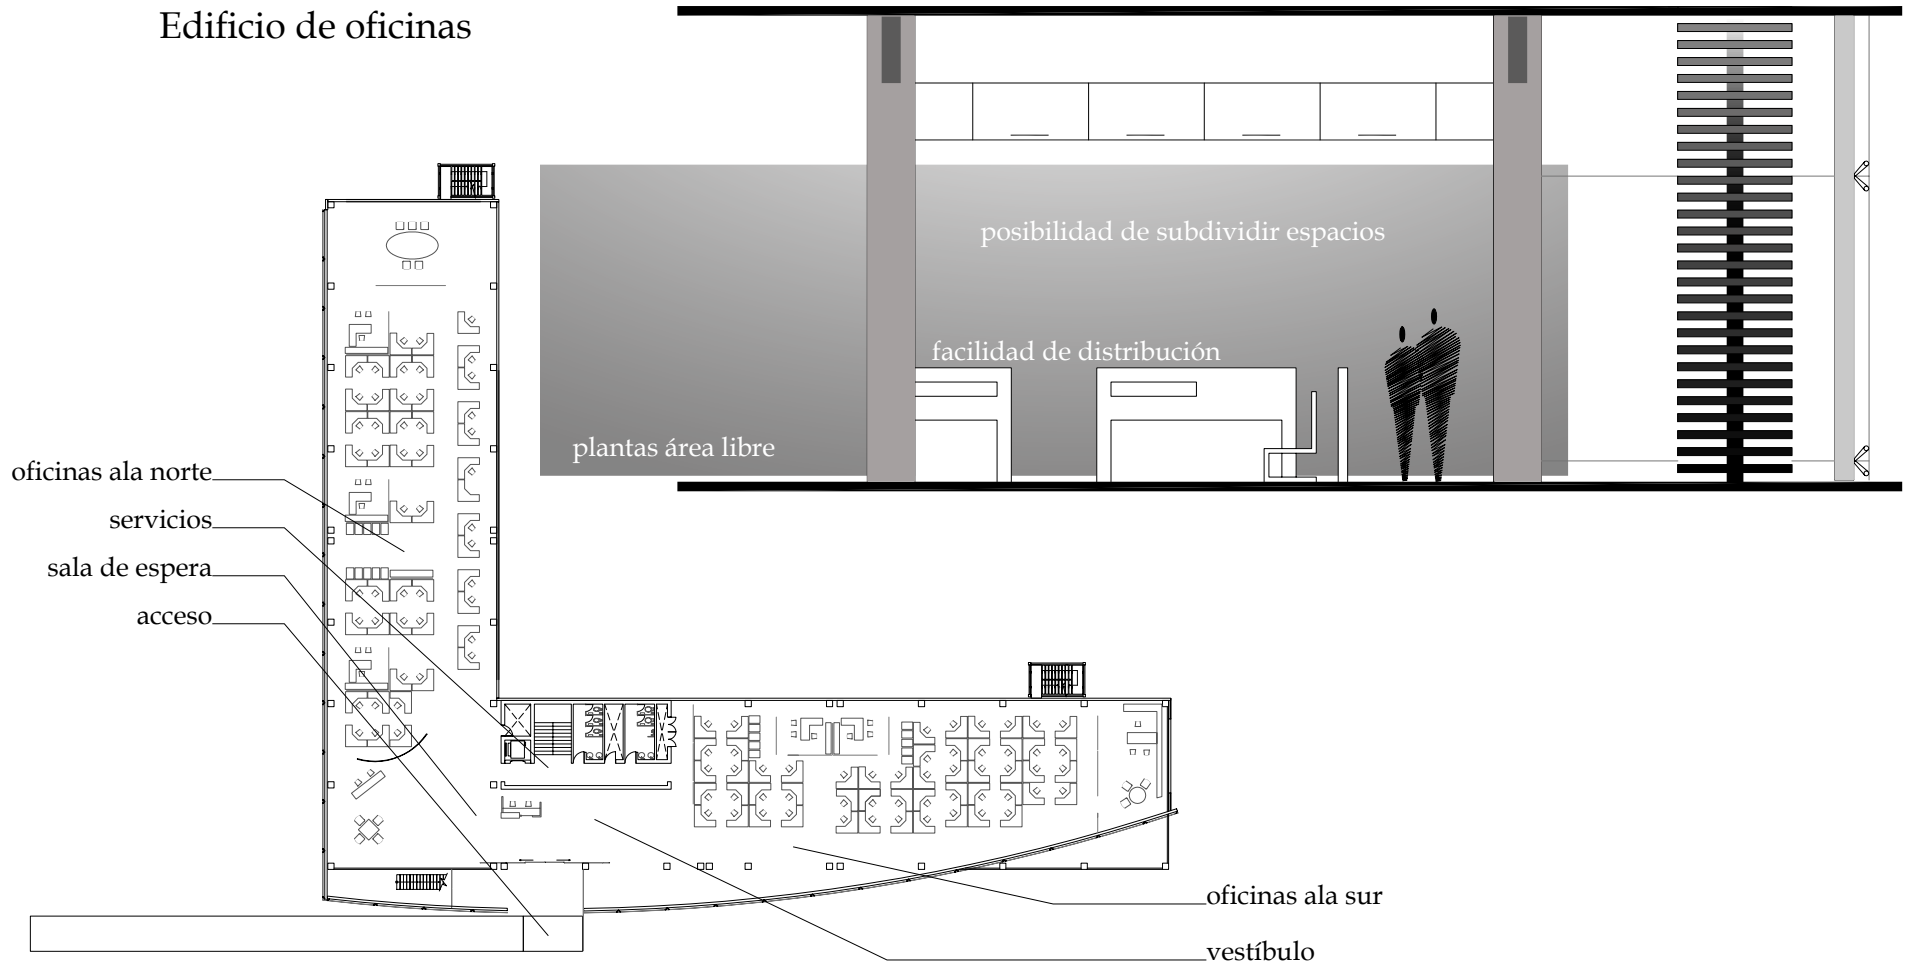 Edificio de oficinas
posibilidad de subdividir espacios
facilidad de distribución
plantas área libre
oficinas ala norte
servicios
sala de espera
acceso
oficinas ala sur
vestíbulo